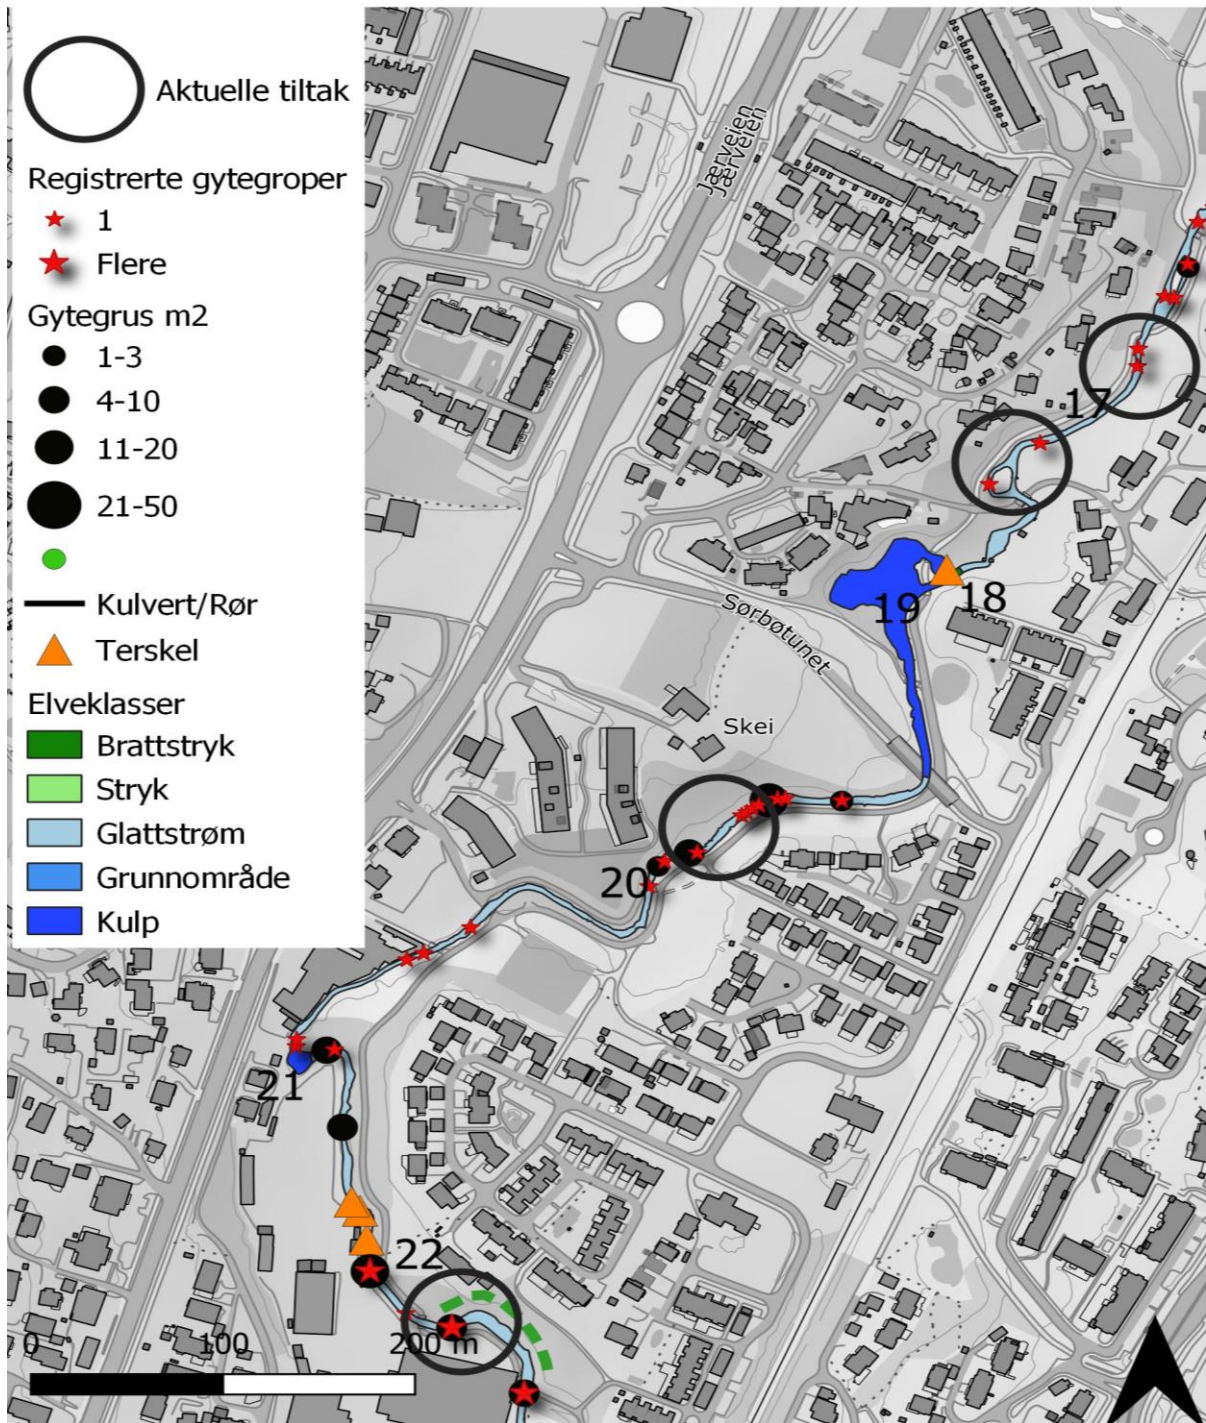 Aktuelle tiltak
Registrerte gytegroper
1
Flere
Gytegrus m2
1-3
4-10
11-20
21-50
Kulvert/Rør
Terskel
Elveklasser
Brattstryk
Stryk
Glattstrøm
Grunnområde
Kulp
Jærveien
Jærveien
17
18
19
Sørbøtunet
Skei
20
21
22
0 100 200 m